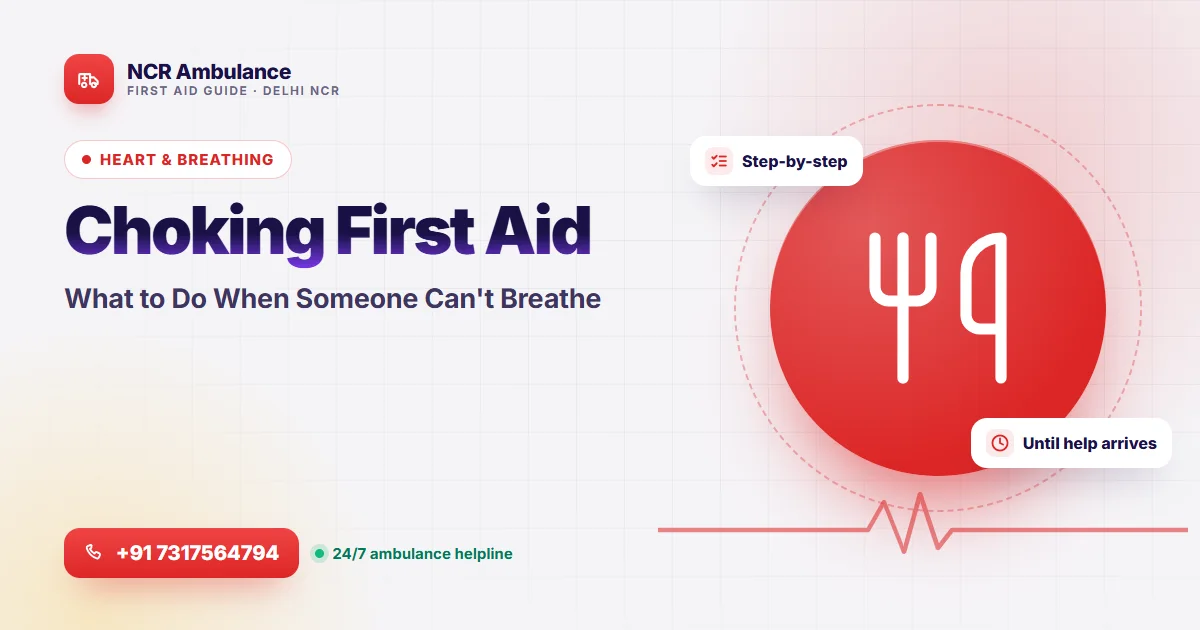 NCR Ambulance
FIRST AID GUIDE · DELHI NCR
HEART & BREATHING
Choking First Aid
What to Do When Someone Can't Breathe
Step-by-step
Until help arrives
+91 7317564794
24/7 ambulance helpline